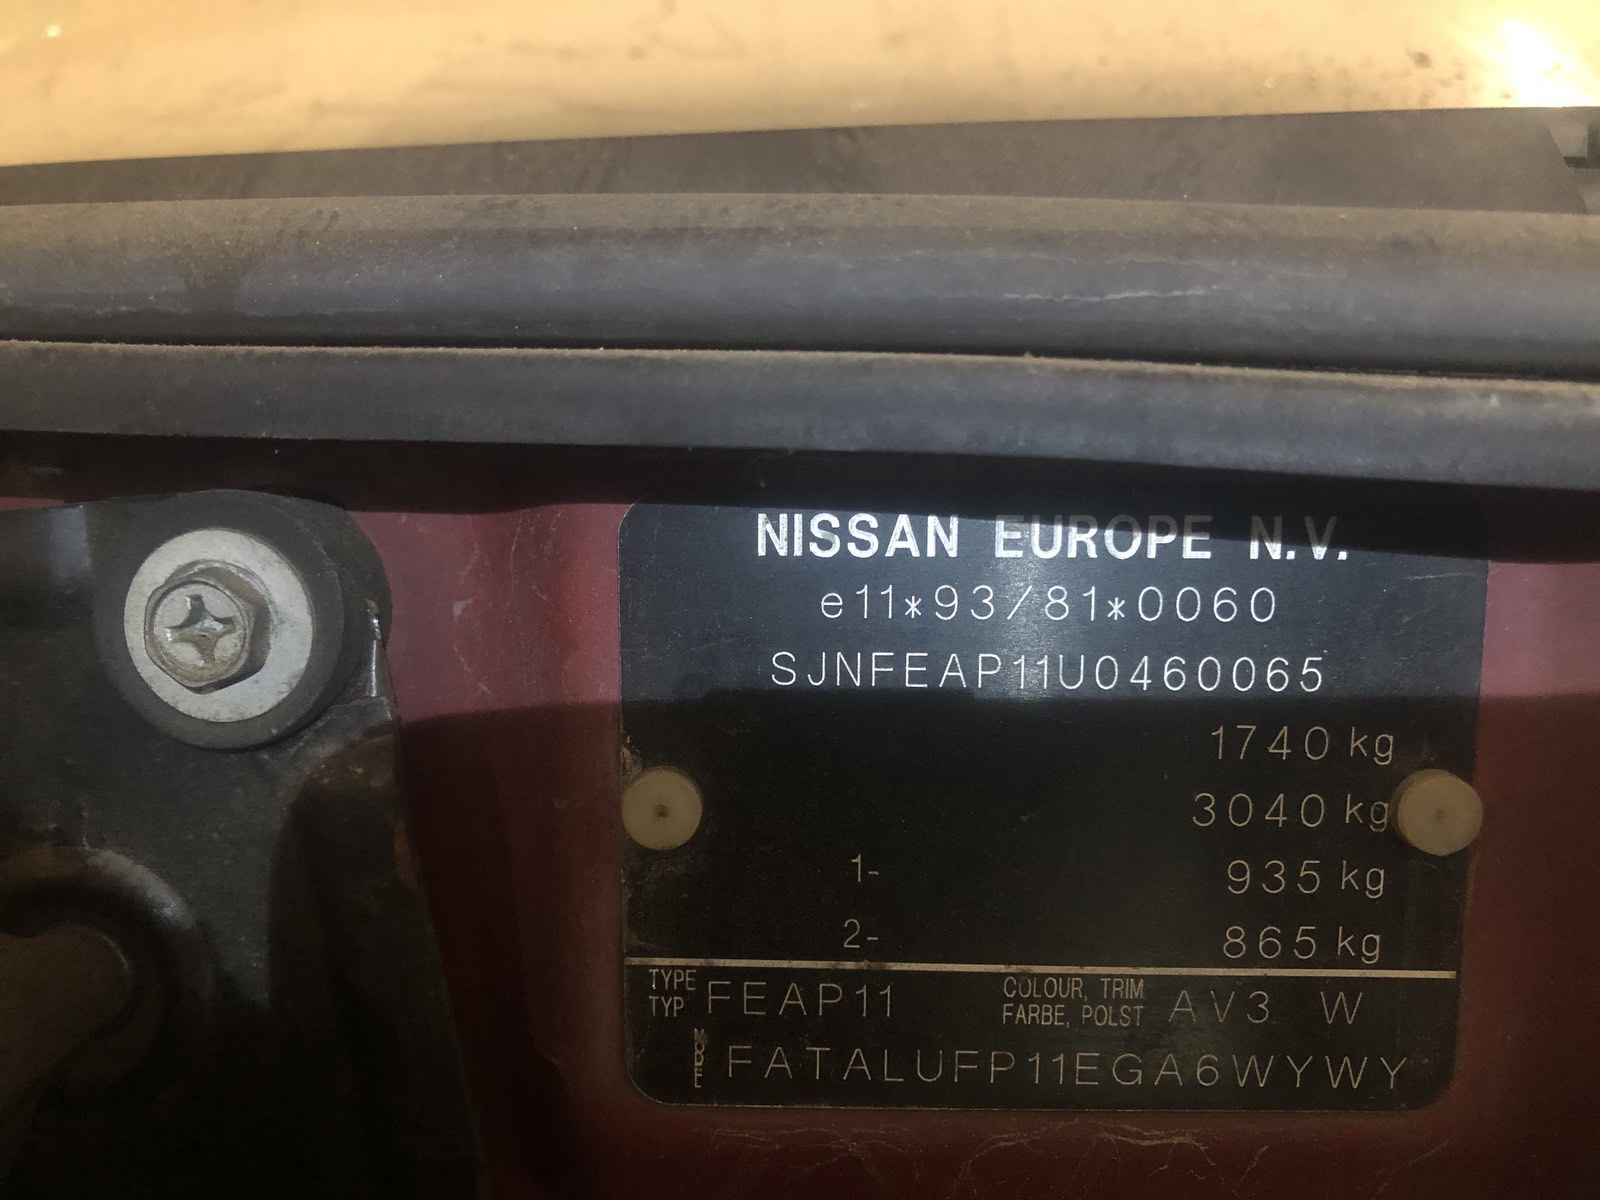 NISSAN EUROPE N.V.
e11*93/81*0060
SJNFEAP11U0460065
1740 kg
3040 kg
1- 935 kg
2- 865 kg
TYPE
TYP FEAP11 COLOUR, TRIM
FARBE, POLST AV3 W
MODELE FATALUFP11EGA6WYWY